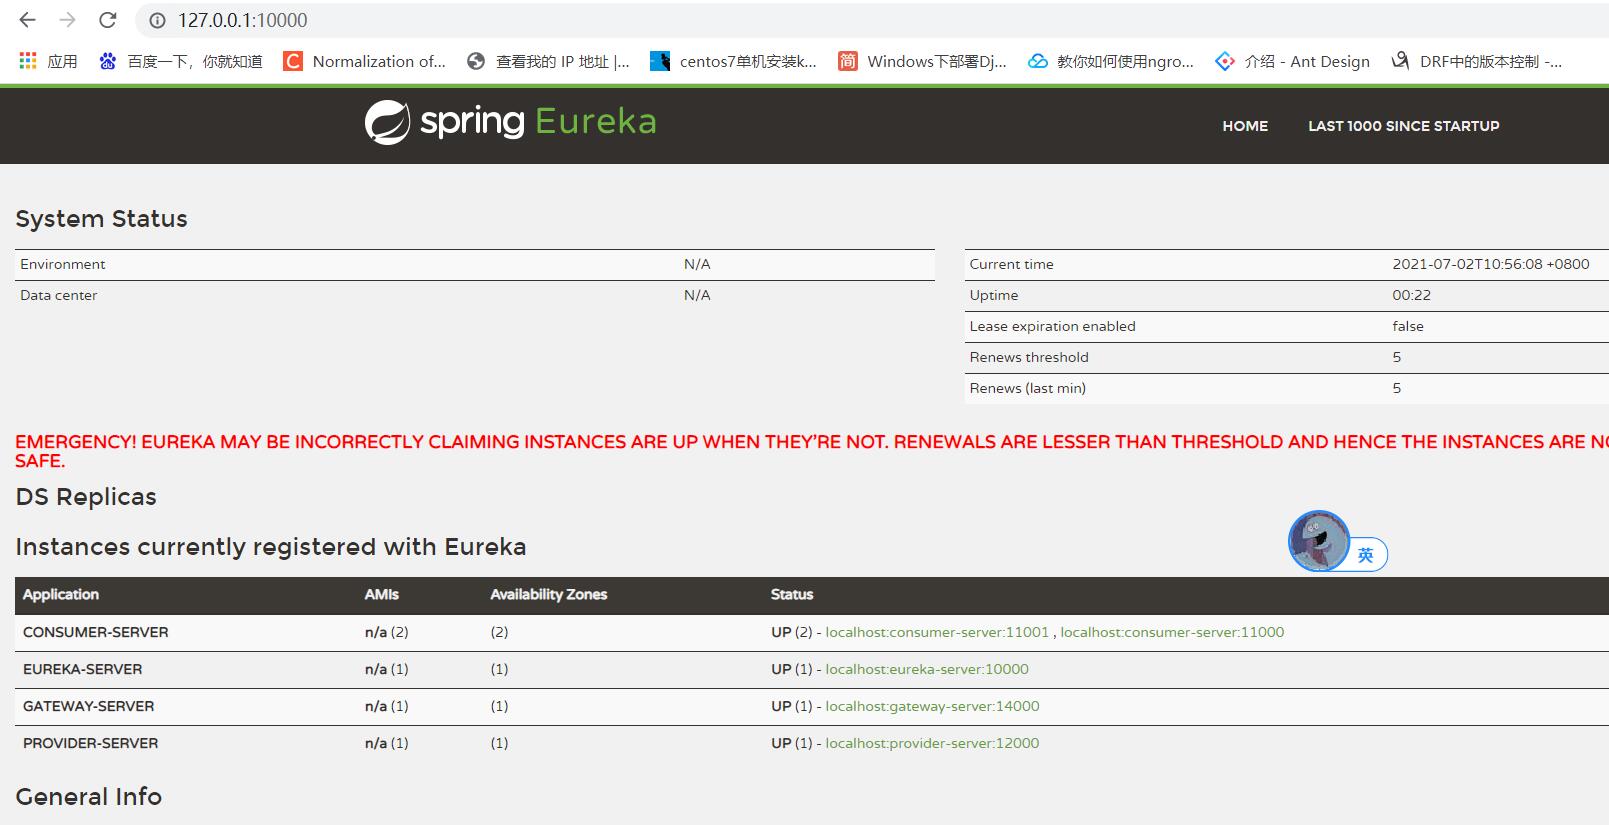 127.0.0.1:10000
应用 百度一下，你就知道 Normalization of... 查看我的 IP 地址 |... centos7单机安装k... Windows下部署Dj... 教你如何使用ngro... 介绍 - Ant Design DRF中的版本控制 -...
spring Eureka HOME LAST 1000 SINCE STARTUP
System Status
Environment N/A
Data center N/A
Current time 2021-07-02T10:56:08 +0800
Uptime 00:22
Lease expiration enabled false
Renews threshold 5
Renews (last min) 5
EMERGENCY! EUREKA MAY BE INCORRECTLY CLAIMING INSTANCES ARE UP WHEN THEY'RE NOT. RENEWALS ARE LESSER THAN THRESHOLD AND HENCE THE INSTANCES ARE
SAFE.
DS Replicas
英
Instances currently registered with Eureka
Application AMIs Availability Zones Status
CONSUMER-SERVER n/a (2) (2) UP (2) - localhost:consumer-server:11001 , localhost:consumer-server:11000
EUREKA-SERVER n/a (1) (1) UP (1) - localhost:eureka-server:10000
GATEWAY-SERVER n/a (1) (1) UP (1) - localhost:gateway-server:14000
PROVIDER-SERVER n/a (1) (1) UP (1) - localhost:provider-server:12000
General Info